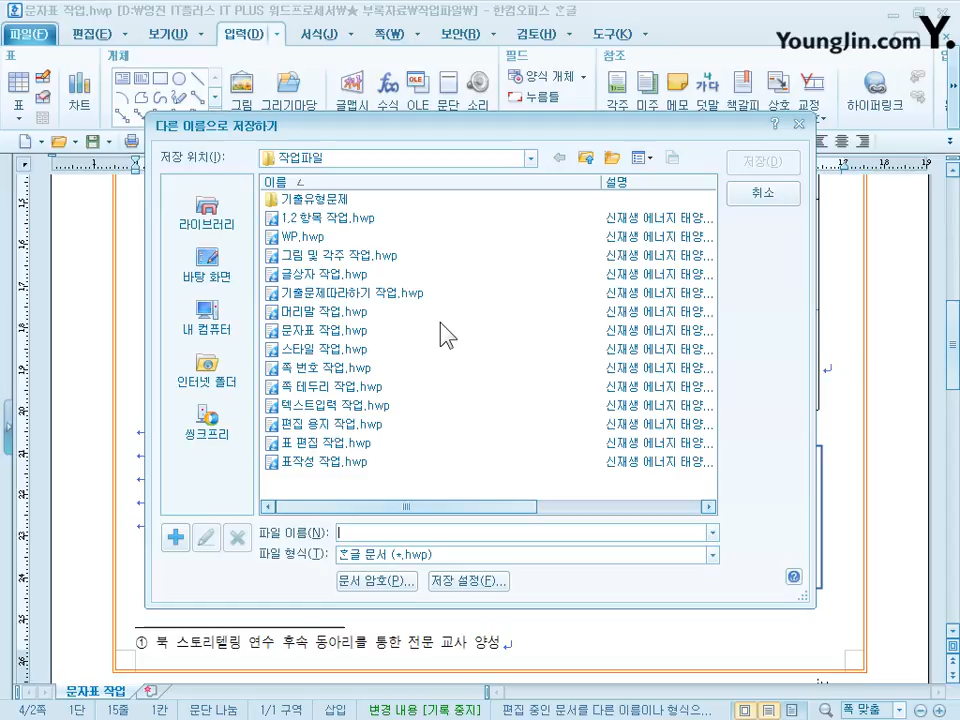 문자표 작업.hwp [D:\영진 IT플러스 IT PLUS 워드프로세서\★ 부록자료\작업파일\] - 한컴오피스 한글
YoungJin.com Y.
파일(F) 편집(E) 보기(U) 입력(D) 서식(J) 쪽(W) 보안(R) 검토(H) 도구(K)
표 개체 필드 참조
양식 개체
누름틀
표 차트 그림 그리기마당 글맵시 수식 OLE 문단 소리 각주 미주 메모 덧말 책갈피 상호 교정 하이퍼링크
다른 이름으로 저장하기
저장 위치(I): 작업파일 저장(D)
이름 설명 취소
기출유형문제
1,2 항목 작업.hwp 신재생 에너지 태양...
WP.hwp 신재생 에너지 태양...
그림 및 각주 작업.hwp 신재생 에너지 태양...
글상자 작업.hwp 신재생 에너지 태양...
기출문제따라하기 작업.hwp 신재생 에너지 태양...
머리말 작업.hwp 신재생 에너지 태양...
문자표 작업.hwp 신재생 에너지 태양...
스타일 작업.hwp 신재생 에너지 태양...
쪽 번호 작업.hwp 신재생 에너지 태양...
쪽 테두리 작업.hwp 신재생 에너지 태양...
텍스트입력 작업.hwp 신재생 에너지 태양...
편집 용지 작업.hwp 신재생 에너지 태양...
표 편집 작업.hwp 신재생 에너지 태양...
표작성 작업.hwp 신재생 에너지 태양...
라이브러리
바탕 화면
내 컴퓨터
인터넷 폴더
씽크프리
파일 이름(N):
파일 형식(T): 흔글 문서 (*.hwp)
문서 암호(P)... 저장 설정(F)...
① 북 스토리텔링 연수 후속 동아리를 통한 전문 교사 양성
문자표 작업
4/2쪽 1단 15줄 1칸 문단 나눔 1/1 구역 삽입 변경 내용 [기록 중지] 편집 중인 문서를 다른 이름이나 형식으... 폭 맞춤